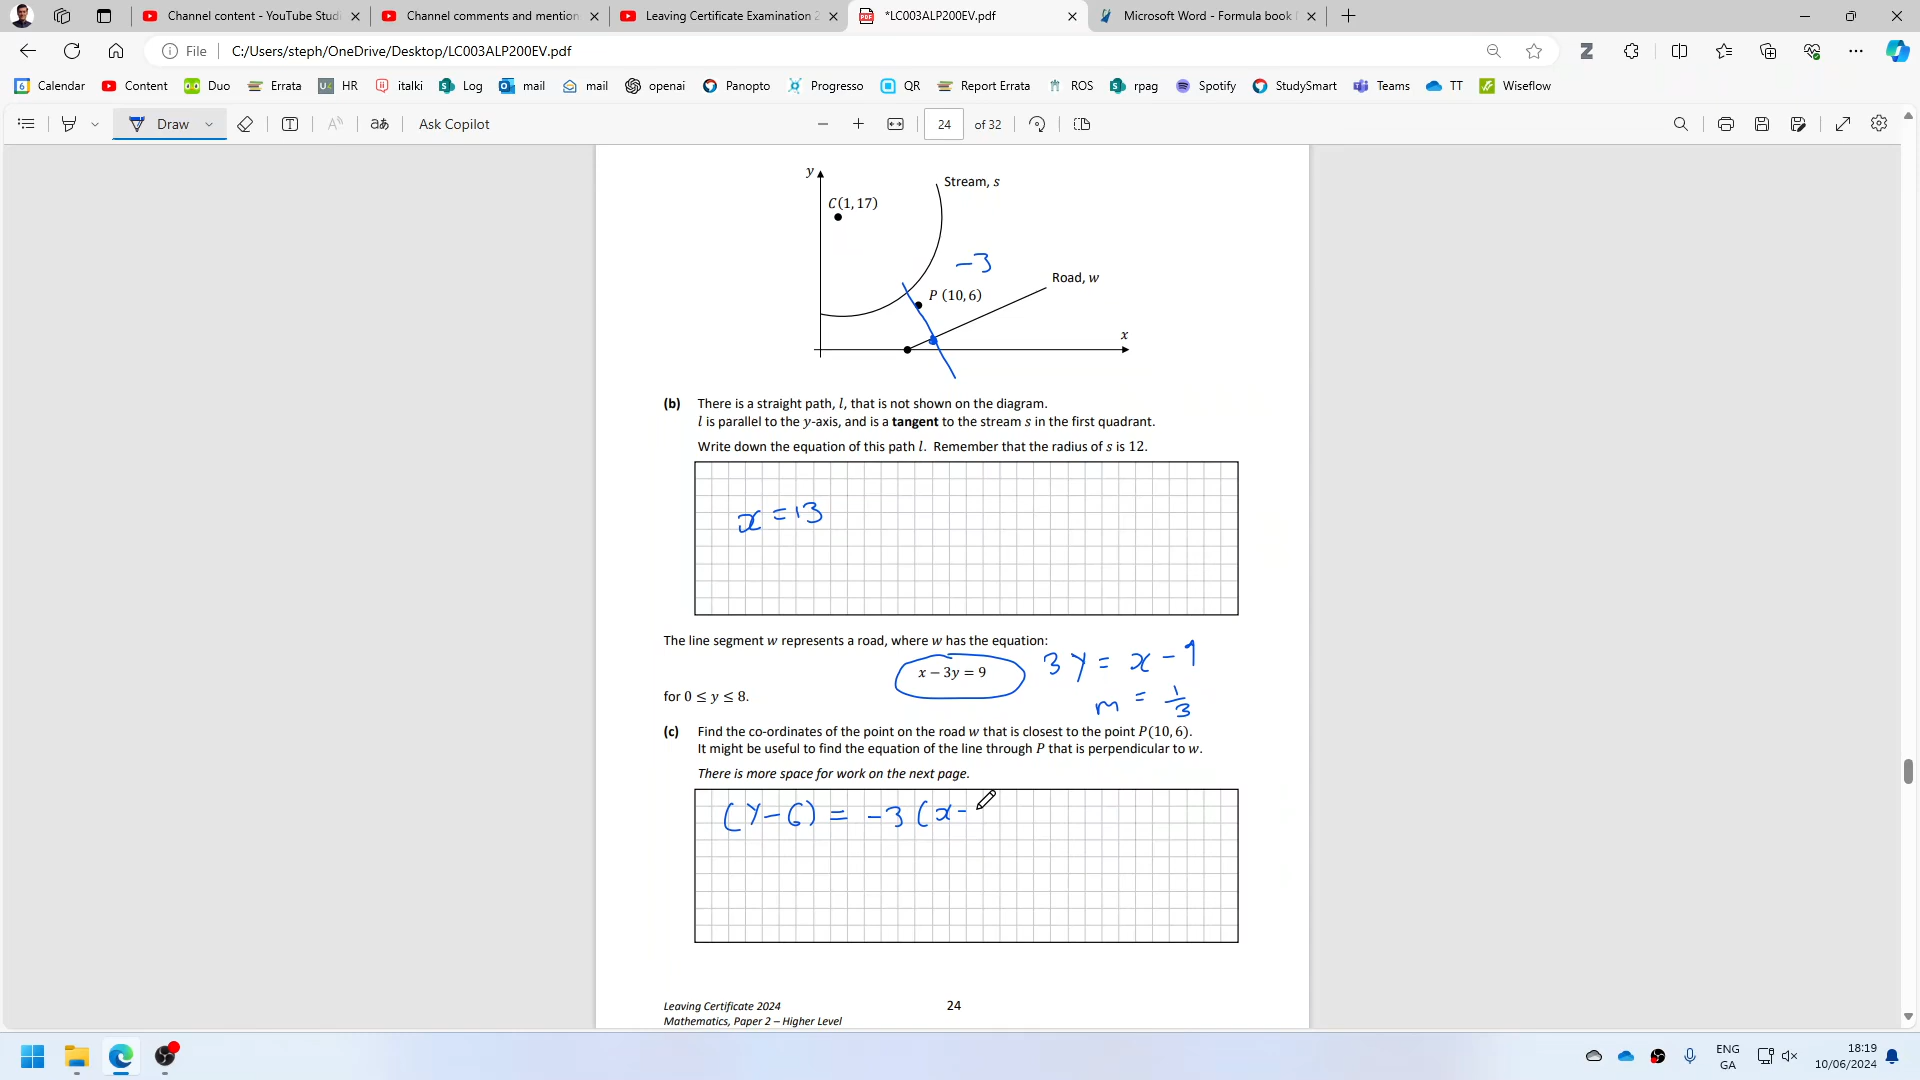 Channel content - YouTube Studi
Channel comments and mention
Leaving Certificate Examination 2
*LC003ALP200EV.pdf
Microsoft Word - Formula book
File
C:/Users/steph/OneDrive/Desktop/LC003ALP200EV.pdf
Calendar
Content
Duo
Errata
HR
italki
Log
mail
mail
openai
Panopto
Progresso
QR
Report Errata
ROS
rpag
Spotify
StudySmart
Teams
TT
Wiseflow
Draw
Ask Copilot
24
of 32
y
Stream, s
C(1, 17)
-3
Road, w
P (10, 6)
x
(b) There is a straight path, l, that is not shown on the diagram.
l is parallel to the y-axis, and is a tangent to the stream s in the first quadrant.
Write down the equation of this path l. Remember that the radius of s is 12.
x = 13
The line segment w represents a road, where w has the equation:
x − 3y = 9
3y = x - 9
for 0 ≤ y ≤ 8.
m = 1/3
(c) Find the co-ordinates of the point on the road w that is closest to the point P(10, 6).
It might be useful to find the equation of the line through P that is perpendicular to w.
There is more space for work on the next page.
(y-6) = -3(x-
Leaving Certificate 2024
24
Mathematics, Paper 2 – Higher Level
ENG
GA
18:19
10/06/2024